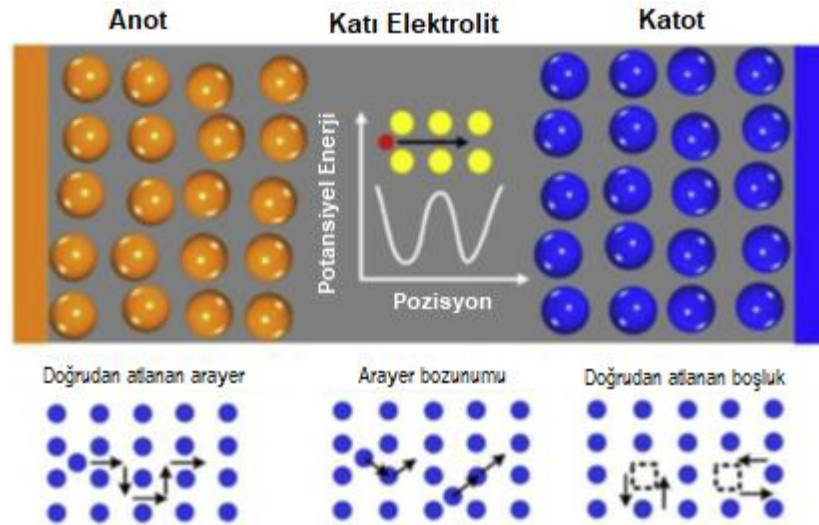 Anot
Katı Elektrolit
Katot
Potansiyel Enerji
Pozisyon
Doğrudan atlanan arayer
Arayer bozunumu
Doğrudan atlanan boşluk